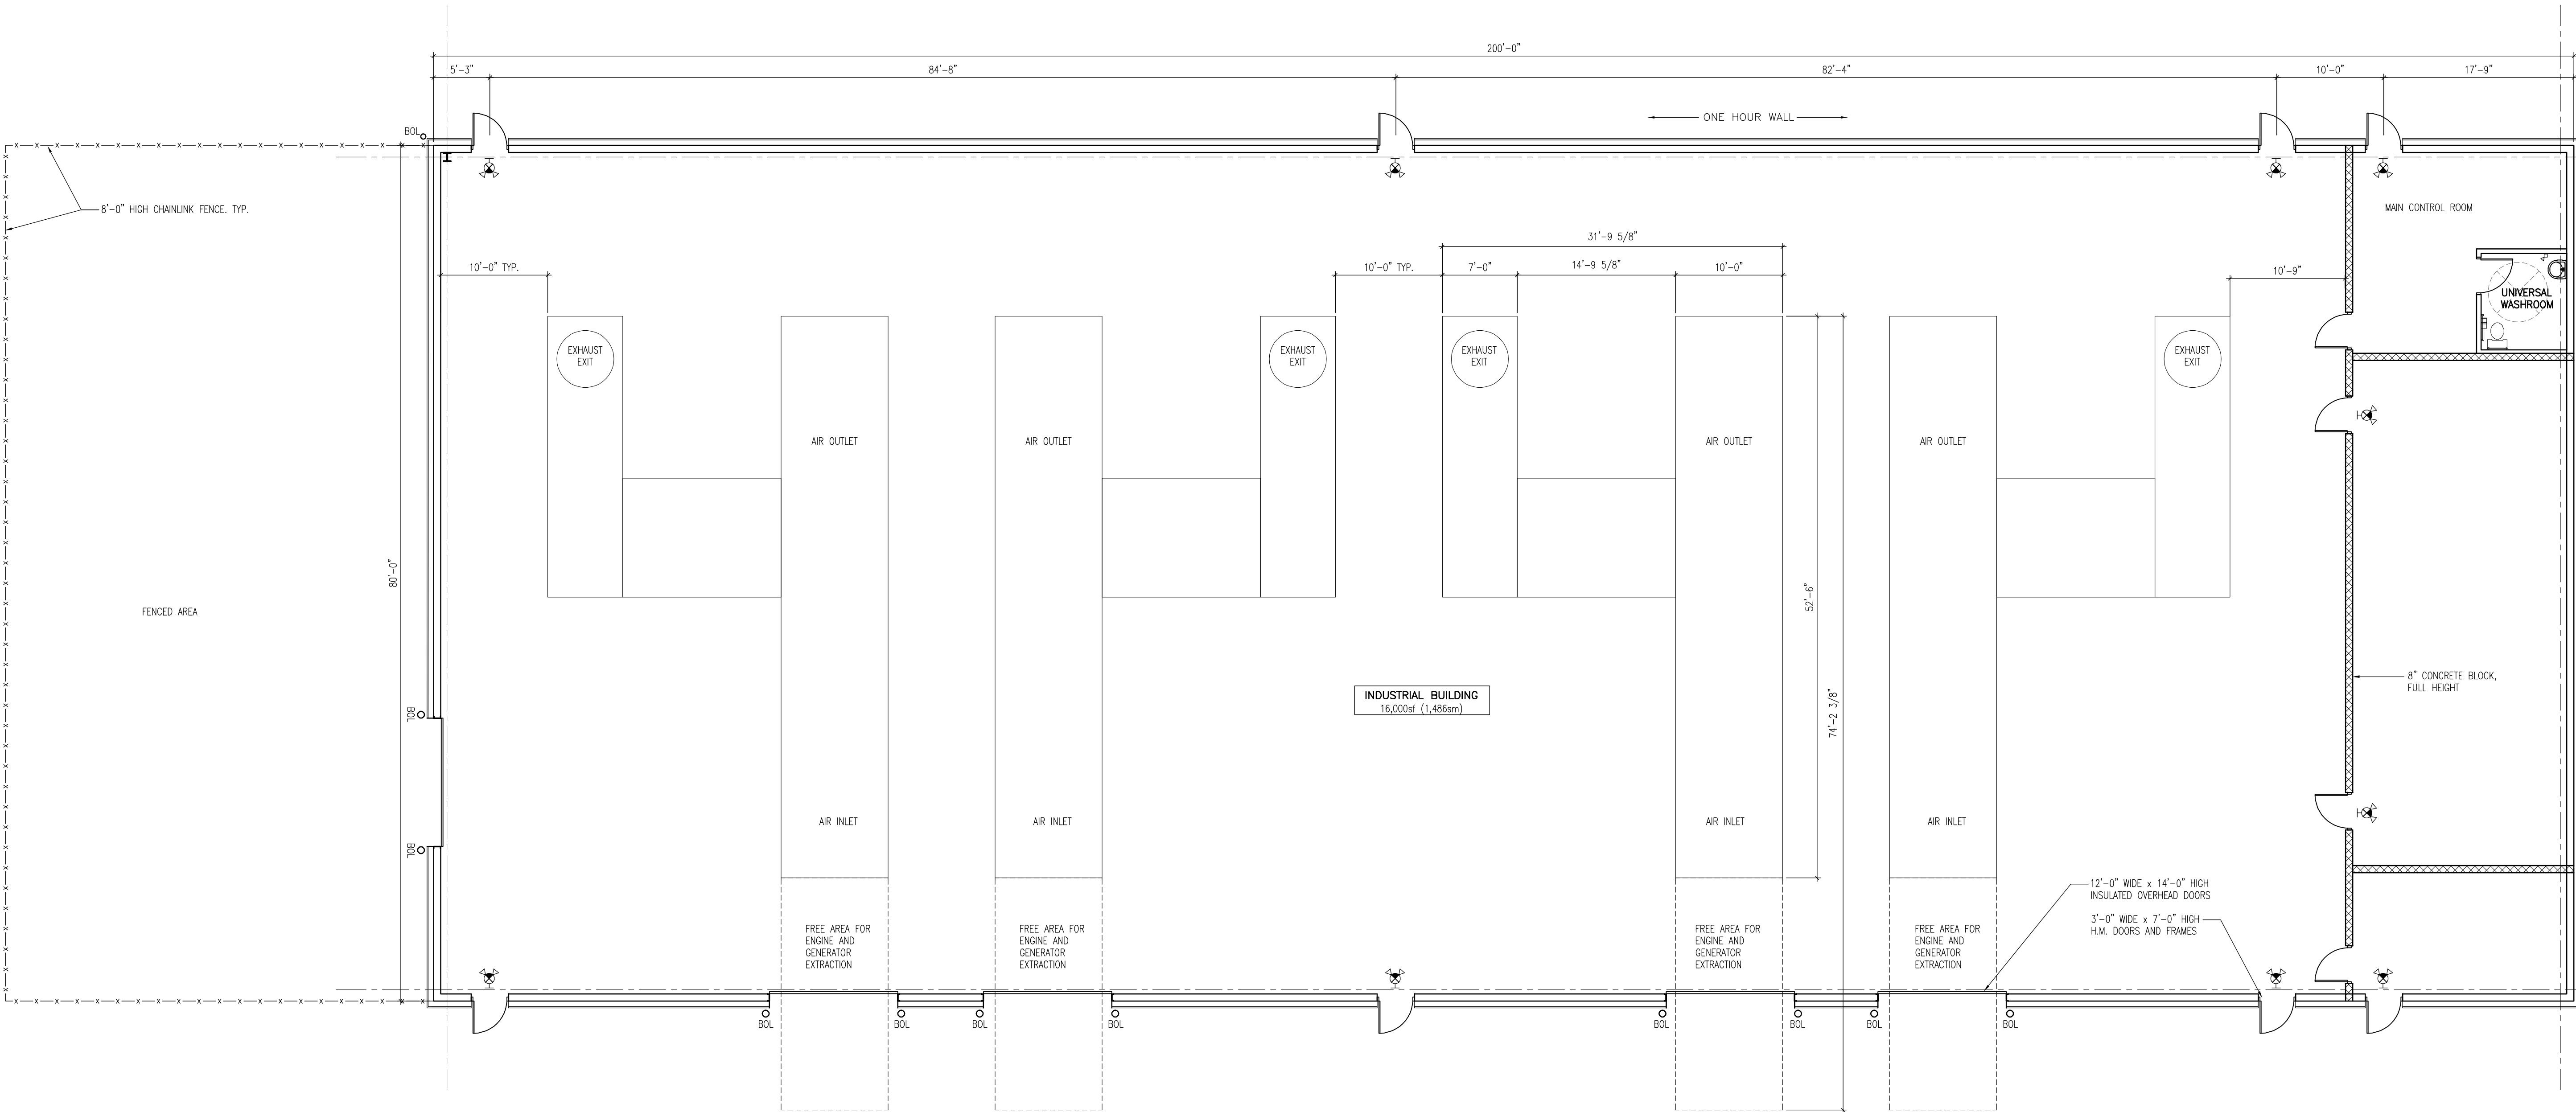 200'-0"
5'-3"
84'-8"
82'-4"
10'-0"
17'-9"
ONE HOUR WALL
BOL
8'-0" HIGH CHAINLINK FENCE. TYP.
MAIN CONTROL ROOM
31'-9 5/8"
10'-0" TYP.
10'-0" TYP.
7'-0"
14'-9 5/8"
10'-0"
10'-9"
UNIVERSAL
WASHROOM
EXHAUST
EXIT
EXHAUST
EXIT
EXHAUST
EXIT
EXHAUST
EXIT
AIR OUTLET
AIR OUTLET
AIR OUTLET
AIR OUTLET
80'-0"
52'-6"
FENCED AREA
8" CONCRETE BLOCK,
FULL HEIGHT
INDUSTRIAL BUILDING
16,000sf (1,486sm)
74'-2 3/8"
BOL
BOL
AIR INLET
AIR INLET
AIR INLET
AIR INLET
12'-0" WIDE x 14'-0" HIGH
INSULATED OVERHEAD DOORS
3'-0" WIDE x 7'-0" HIGH
H.M. DOORS AND FRAMES
FREE AREA FOR
ENGINE AND
GENERATOR
EXTRACTION
FREE AREA FOR
ENGINE AND
GENERATOR
EXTRACTION
FREE AREA FOR
ENGINE AND
GENERATOR
EXTRACTION
FREE AREA FOR
ENGINE AND
GENERATOR
EXTRACTION
BOL
BOL
BOL
BOL
BOL
BOL
BOL
BOL